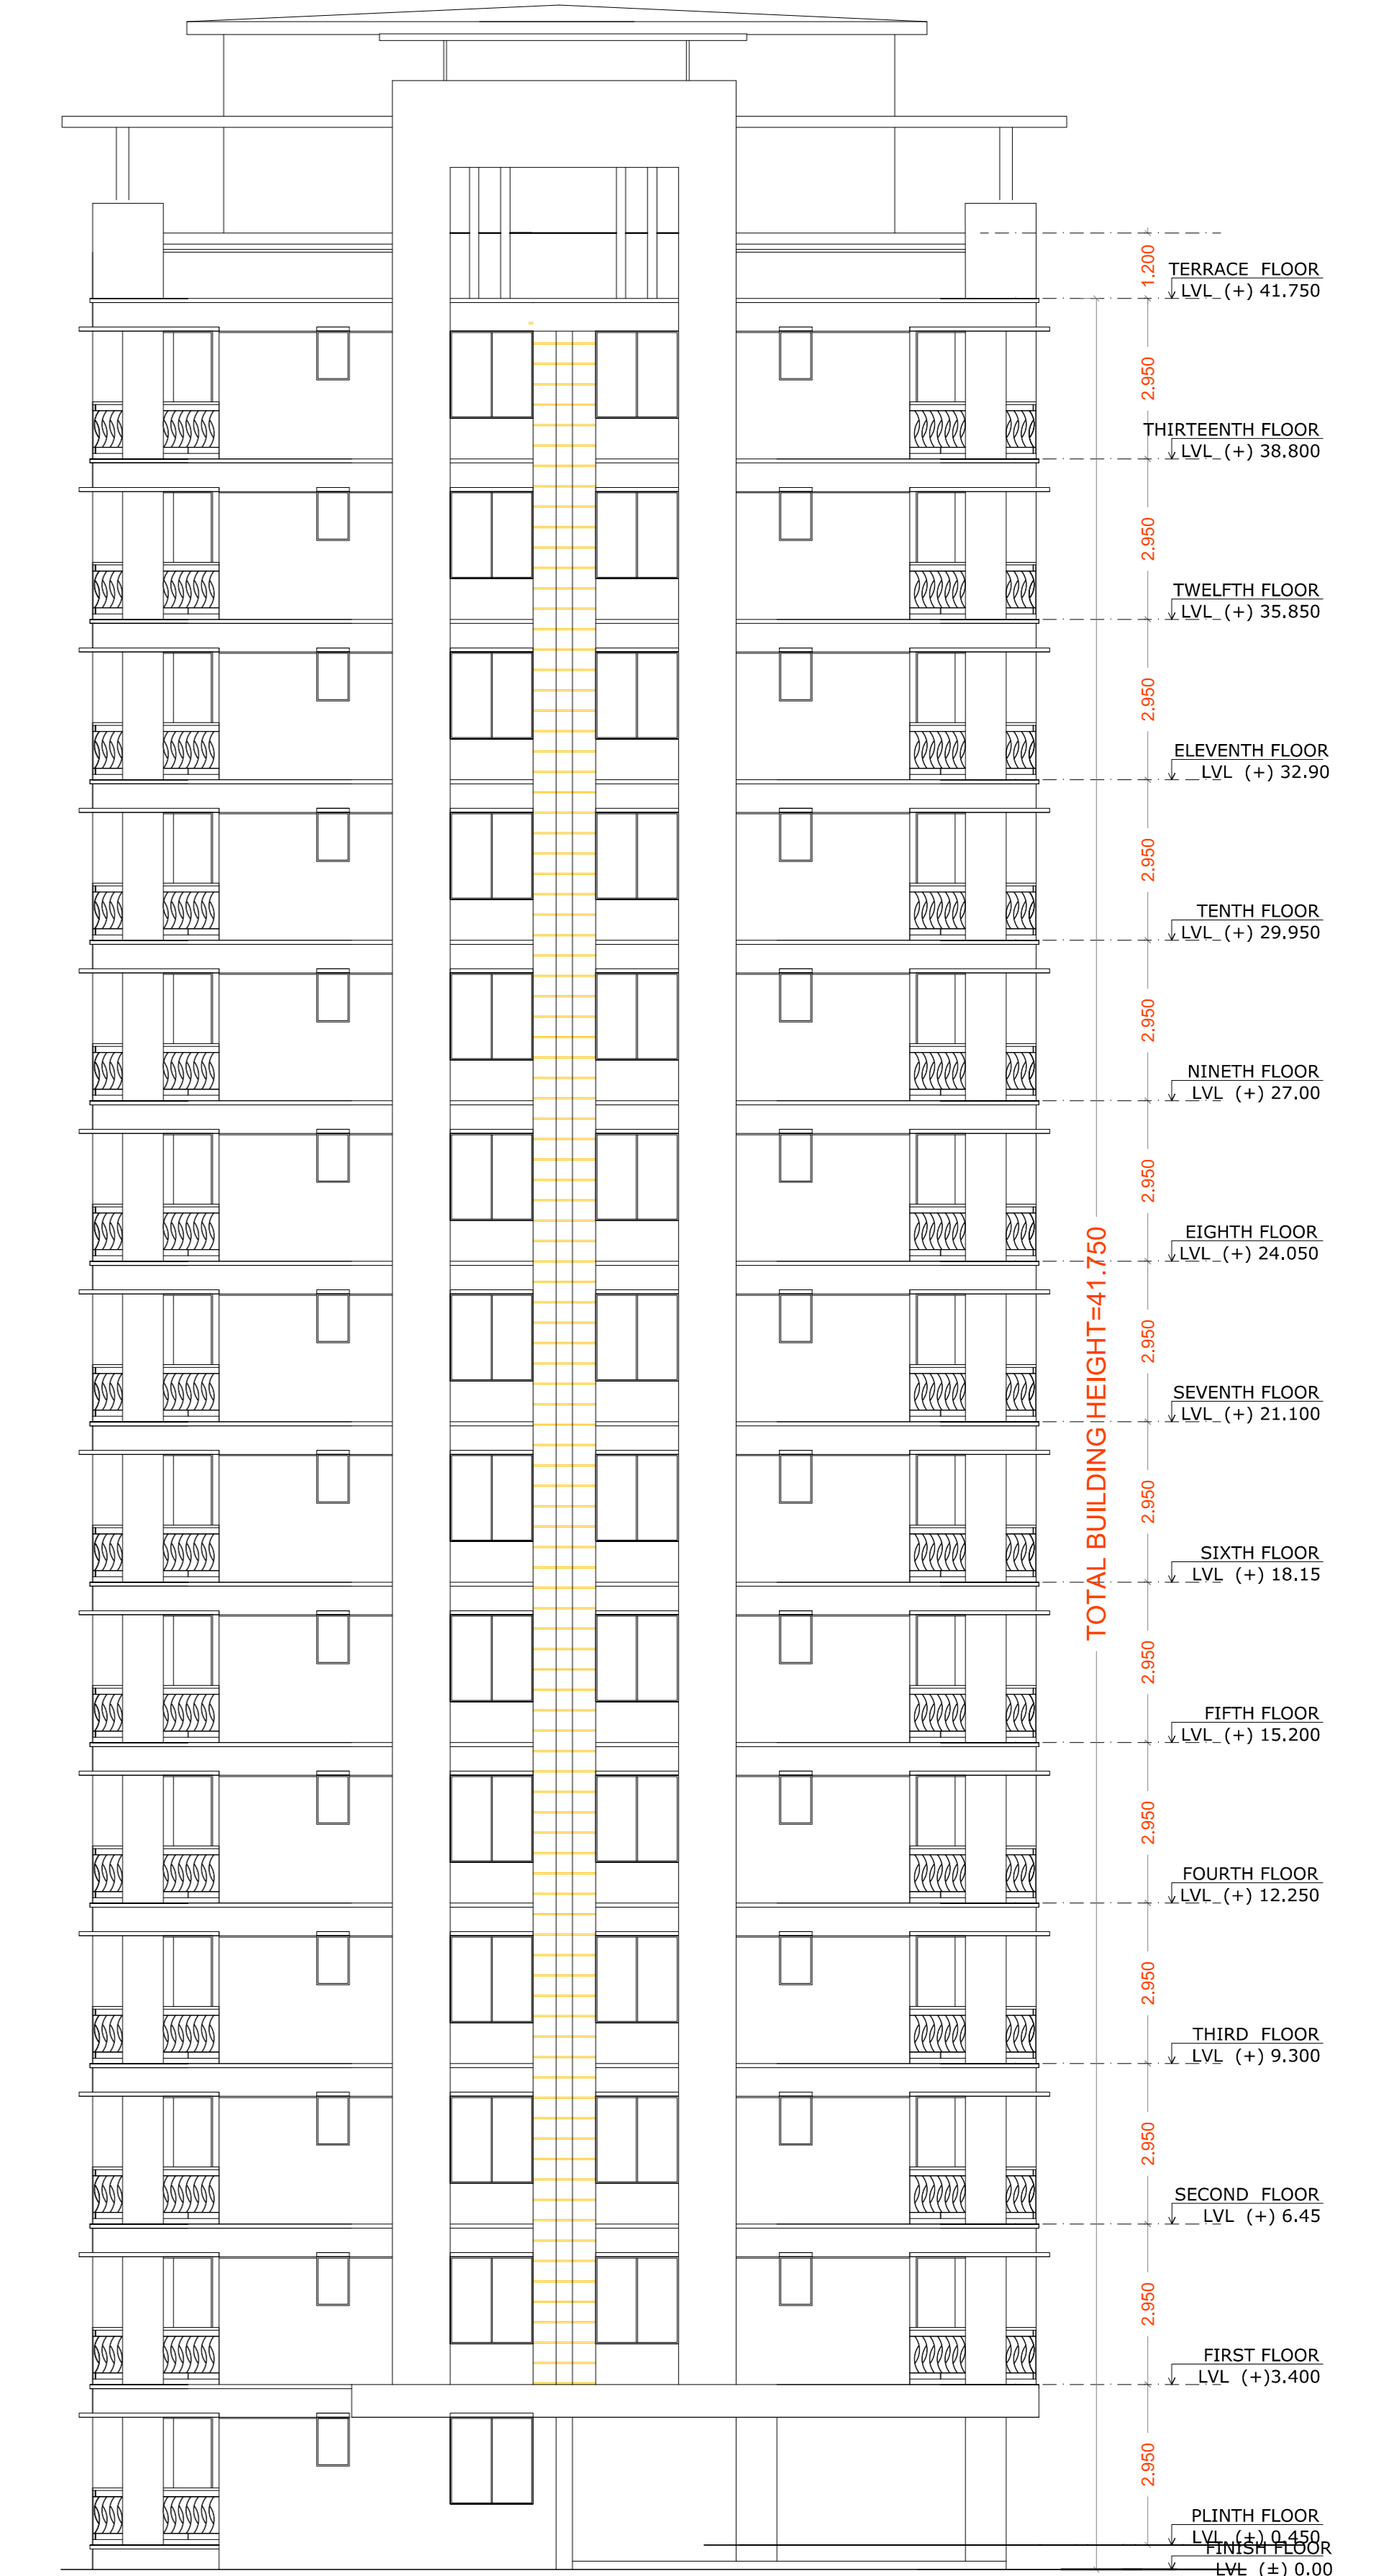 1.200
TERRACE FLOOR
LVL (+) 41.750
2.950
THIRTEENTH FLOOR
LVL (+) 38.800
2.950
TWELFTH FLOOR
LVL (+) 35.850
2.950
ELEVENTH FLOOR
LVL (+) 32.90
2.950
TENTH FLOOR
LVL (+) 29.950
2.950
NINETH FLOOR
LVL (+) 27.00
2.950
EIGHTH FLOOR
LVL (+) 24.050
TOTAL BUILDING HEIGHT=41.750
2.950
SEVENTH FLOOR
LVL (+) 21.100
2.950
SIXTH FLOOR
LVL (+) 18.15
2.950
FIFTH FLOOR
LVL (+) 15.200
2.950
FOURTH FLOOR
LVL (+) 12.250
2.950
THIRD FLOOR
LVL (+) 9.300
2.950
SECOND FLOOR
LVL (+) 6.45
2.950
FIRST FLOOR
LVL (+)3.400
2.950
PLINTH FLOOR
LVL (+) 0.450
FINISH FLOOR
LVL (±) 0.00